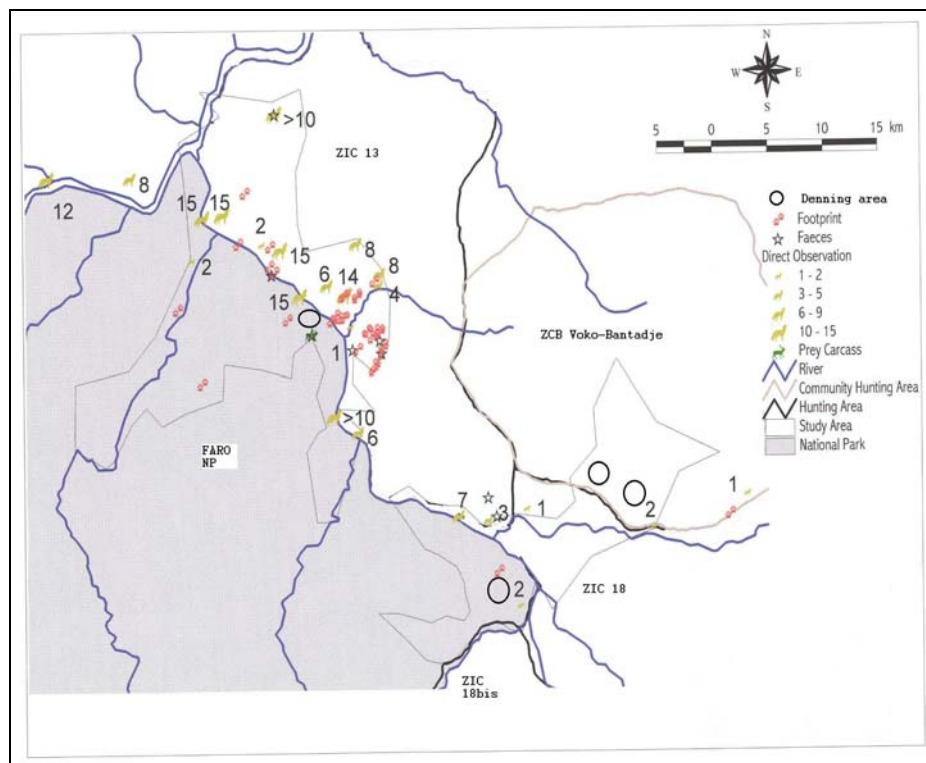 N
W E
S
5 0 5 10 15 km
>10
ZIC 13
8
12
15 15
2
15
8
2
6 14 8
15
4
1
ZCB Voko-Bantadje
>10
6
FARO
NP
7
3
1
2
1
2
ZIC 18
ZIC
18bis
Denning area
Footprint
Faeces
Direct Observation
1 - 2
3 - 5
6 - 9
10 - 15
Prey Carcass
River
Community Hunting Area
Hunting Area
Study Area
National Park